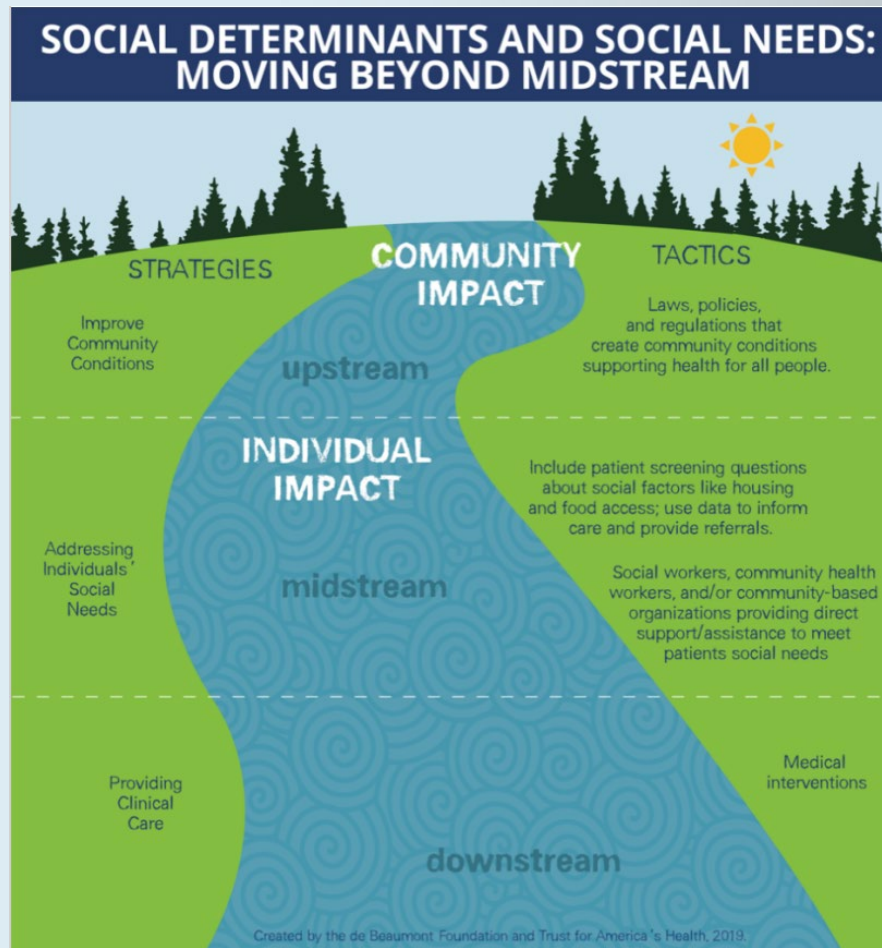 SOCIAL DETERMINANTS AND SOCIAL NEEDS:
MOVING BEYOND MIDSTREAM
STRATEGIES
COMMUNITY
IMPACT
TACTICS
Improve
Community
Conditions
upstream
Laws, policies,
and regulations that
create community conditions
supporting health for all people.
INDIVIDUAL
IMPACT
Addressing
Individuals'
Social
Needs
midstream
Include patient screening questions
about social factors like housing
and food access; use data to inform
care and provide referrals.
Social workers, community health
workers, and/or community-based
organizations providing direct
support/assistance to meet
patients social needs
Providing
Clinical
Care
downstream
Medical
interventions
Created by the de Beaumont Foundation and Trust for America's Health, 2019.